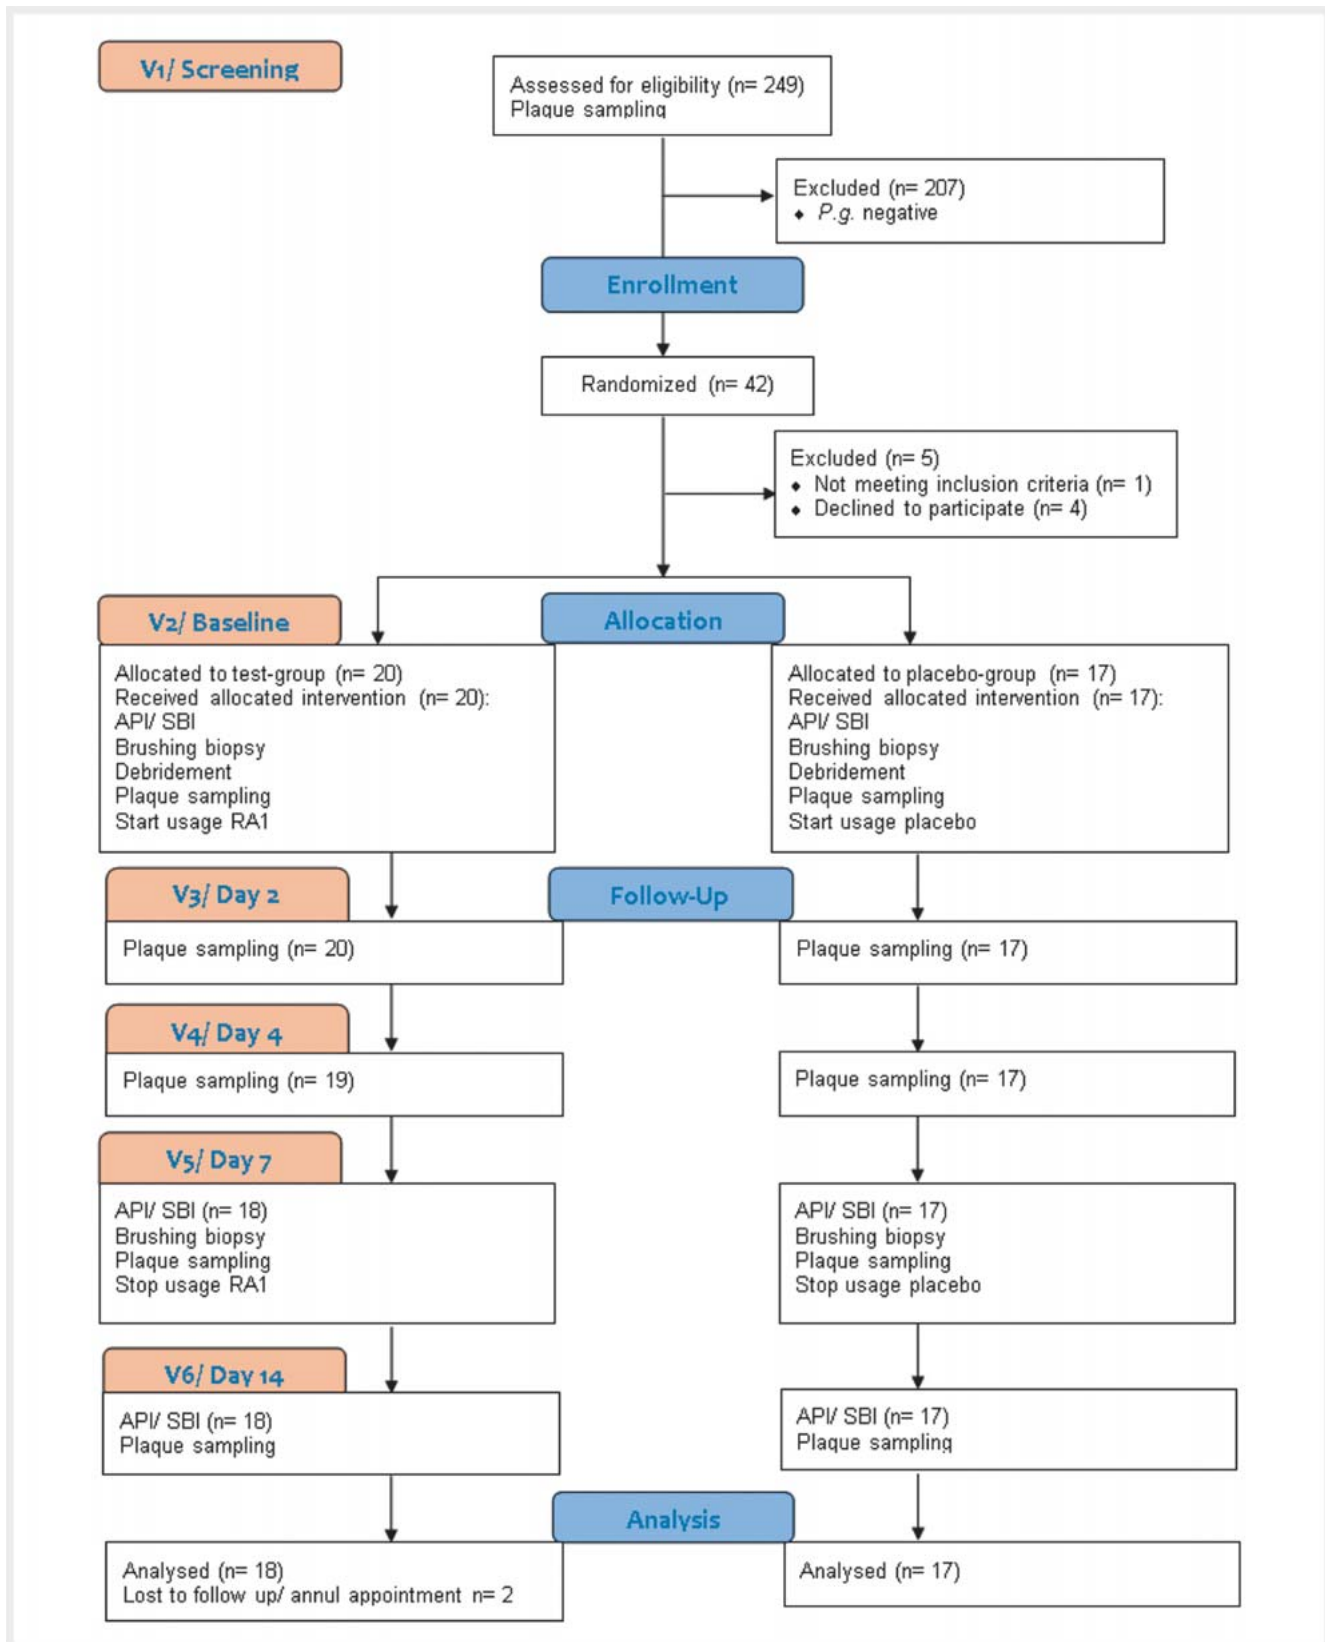 V1/ Screening
Assessed for eligibility (n= 249)
Plaque sampling
Excluded (n= 207)
⬧ P.g. negative
Enrollment
Randomized (n= 42)
Excluded (n= 5)
⬧ Not meeting inclusion criteria (n= 1)
⬧ Declined to participate (n= 4)
V2/ Baseline
Allocation
Allocated to test-group (n= 20)
Received allocated intervention (n= 20):
API/ SBI
Brushing biopsy
Debridement
Plaque sampling
Start usage RA1
Allocated to placebo-group (n= 17)
Received allocated intervention (n= 17):
API/ SBI
Brushing biopsy
Debridement
Plaque sampling
Start usage placebo
V3/ Day 2
Follow-Up
Plaque sampling (n= 20)
Plaque sampling (n= 17)
V4/ Day 4
Plaque sampling (n= 19)
Plaque sampling (n= 17)
V5/ Day 7
API/ SBI (n= 18)
Brushing biopsy
Plaque sampling
Stop usage RA1
API/ SBI (n= 17)
Brushing biopsy
Plaque sampling
Stop usage placebo
V6/ Day 14
API/ SBI (n= 18)
Plaque sampling
API/ SBI (n= 17)
Plaque sampling
Analysis
Analysed (n= 18)
Lost to follow up/ annul appointment n= 2
Analysed (n= 17)